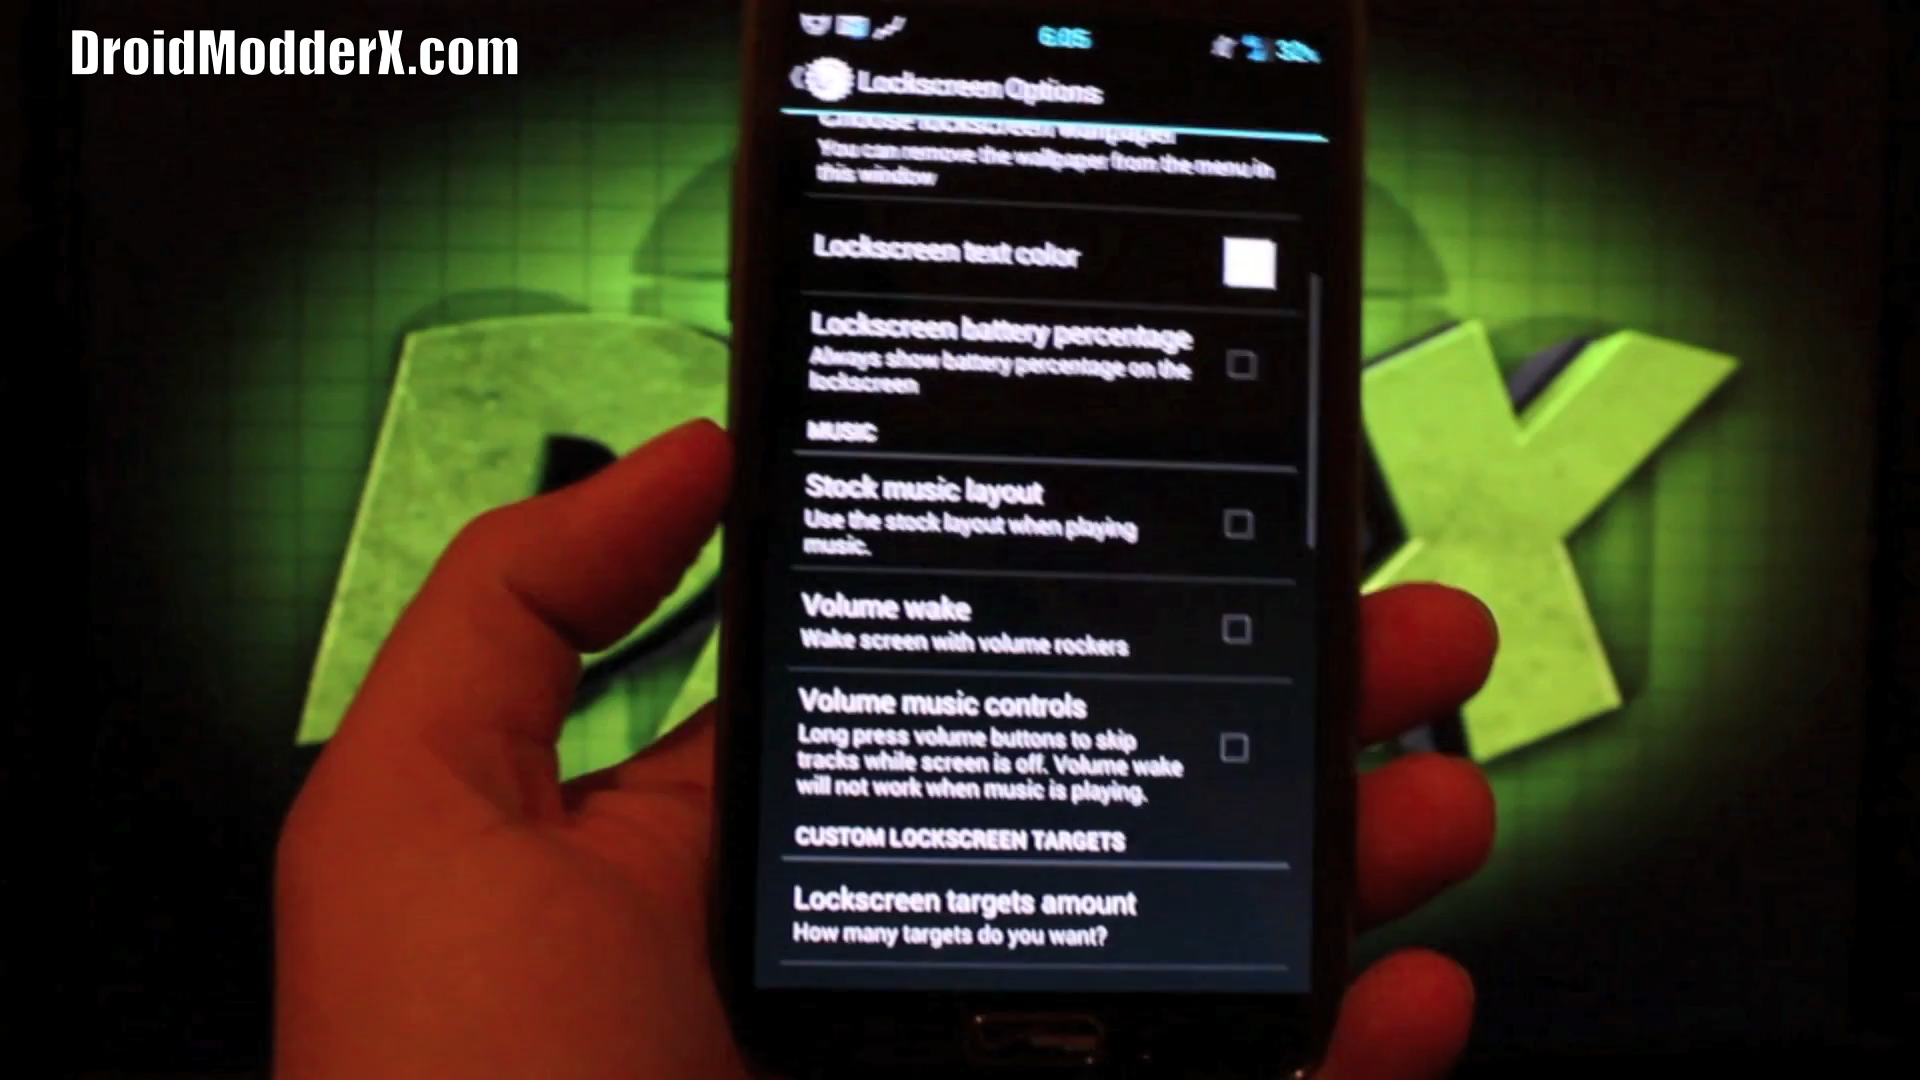 DroidModderX.com
6:05
Lockscreen Options
Choose lockscreen wallpaper
You can remove the wallpaper from the menu in
this window
Lockscreen text color
Lockscreen battery percentage
Always show battery percentage on the
lockscreen
MUSIC
Stock music layout
Use the stock layout when playing
music.
Volume wake
Wake screen with volume rockers
Volume music controls
Long press volume buttons to skip
tracks while screen is off. Volume wake
will not work when music is playing.
CUSTOM LOCKSCREEN TARGETS
Lockscreen targets amount
How many targets do you want?
X